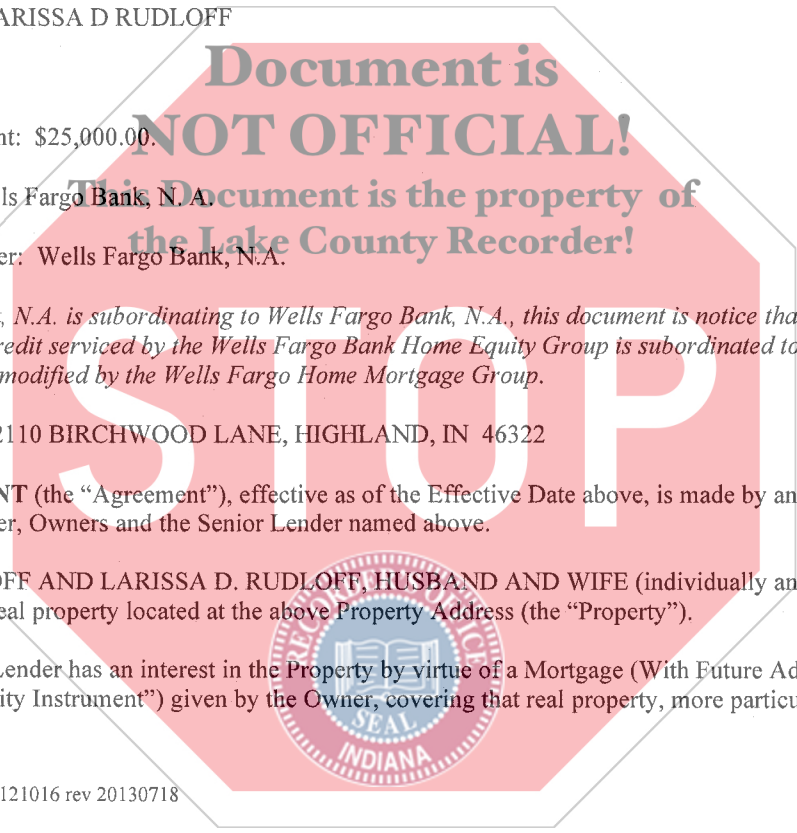 ARISSA D RUDLOFF
Document is
NOT OFFICIAL!
nt: $25,000.00.
This Document is the property of
ls Fargo Bank, N. A.
the Lake County Recorder!
er: Wells Fargo Bank, N.A.
, N.A. is subordinating to Wells Fargo Bank, N.A., this document is notice tha
redit serviced by the Wells Fargo Bank Home Equity Group is subordinated to
modified by the Wells Fargo Home Mortgage Group.
STOP
2110 BIRCHWOOD LANE, HIGHLAND, IN 46322
NT (the “Agreement”), effective as of the Effective Date above, is made by an
er, Owners and the Senior Lender named above.
OFF AND LARISSA D. RUDLOFF, HUSBAND AND WIFE (individually an
eal property located at the above Property Address (the “Property”).
Lender has an interest in the Property by virtue of a Mortgage (With Future Ad
ity Instrument”) given by the Owner, covering that real property, more particu
RECORDER'S OFFICE
SEAL
INDIANA
121016 rev 20130718